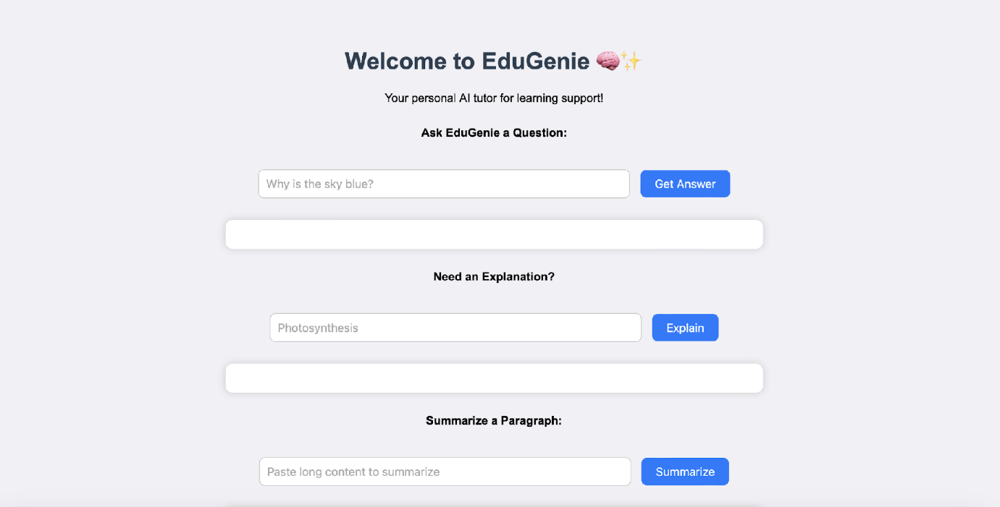 Welcome to EduGenie 🧠✨
Your personal AI tutor for learning support!
Ask EduGenie a Question:
Why is the sky blue?
Get Answer
Need an Explanation?
Photosynthesis
Explain
Summarize a Paragraph:
Paste long content to summarize
Summarize